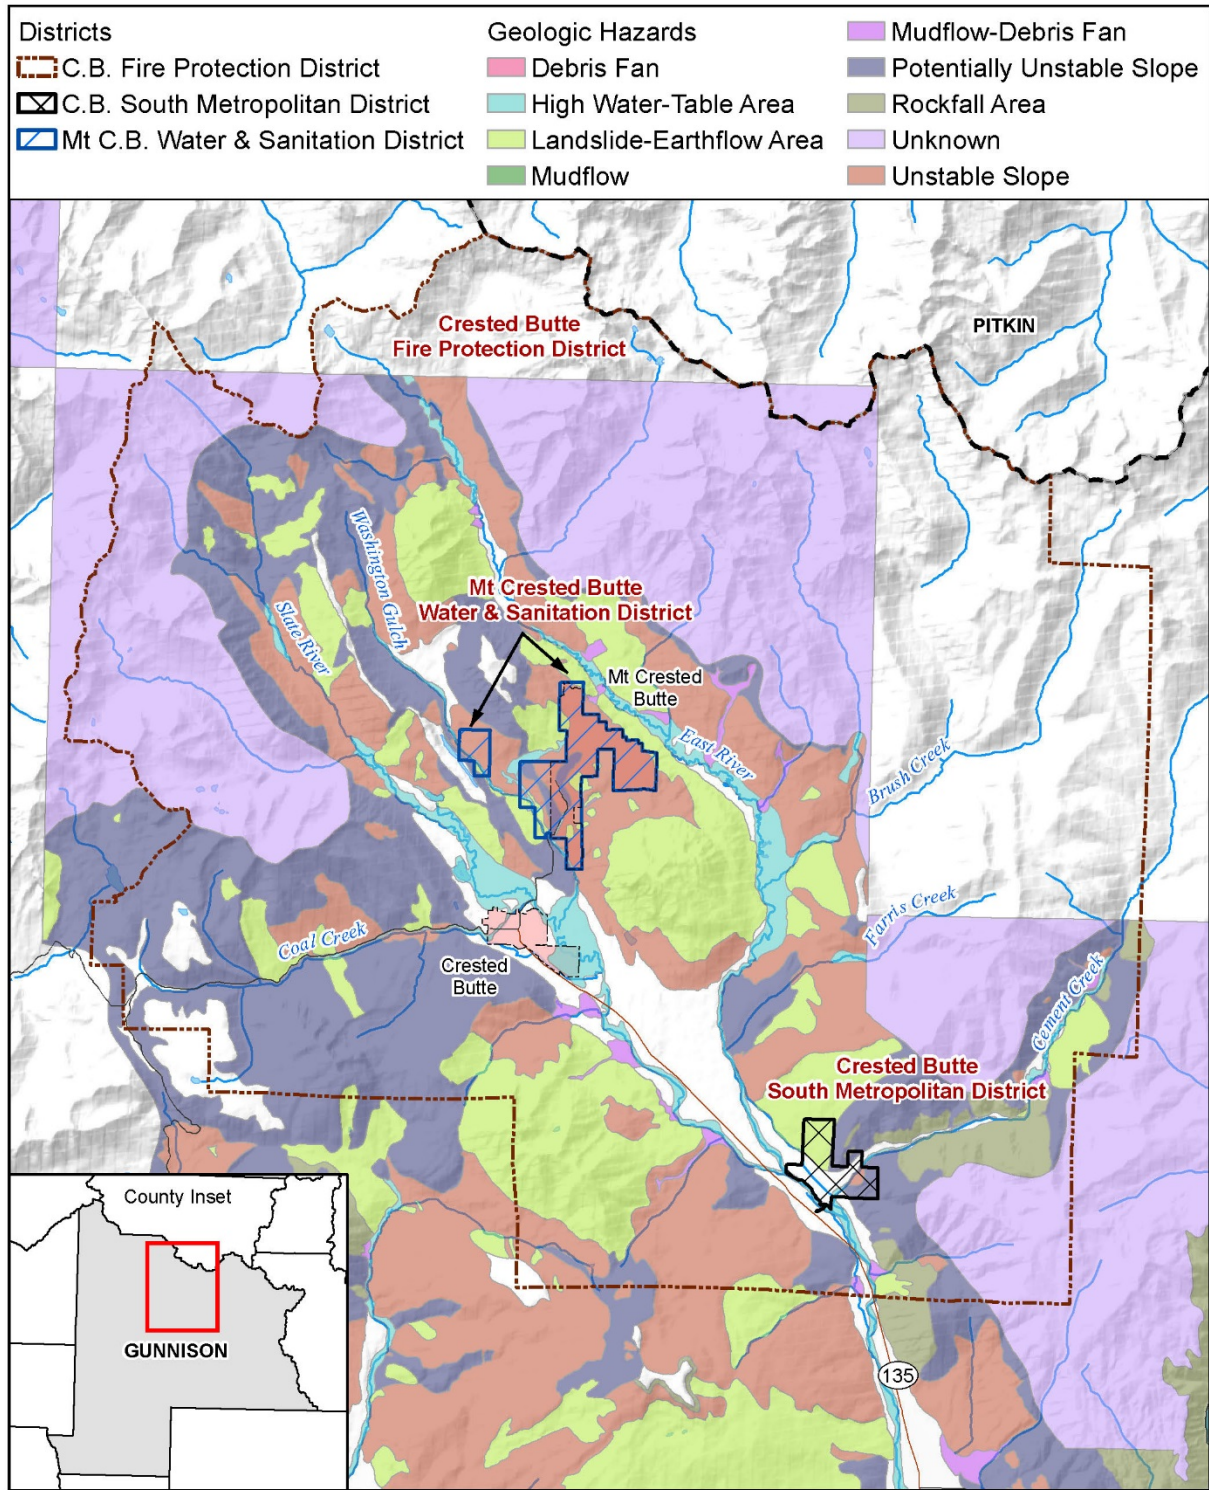 Districts
C.B. Fire Protection District
C.B. South Metropolitan District
Mt C.B. Water & Sanitation District
Geologic Hazards
Debris Fan
High Water-Table Area
Landslide-Earthflow Area
Mudflow
Mudflow-Debris Fan
Potentially Unstable Slope
Rockfall Area
Unknown
Unstable Slope
Crested Butte
Fire Protection District
PITKIN
Washington Gulch
Slate River
Mt Crested Butte
Water & Sanitation District
Mt Crested
Butte
East River
Brush Creek
Coal Creek
Crested
Butte
Farris Creek
Cement Creek
Crested Butte
South Metropolitan District
County Inset
GUNNISON
135